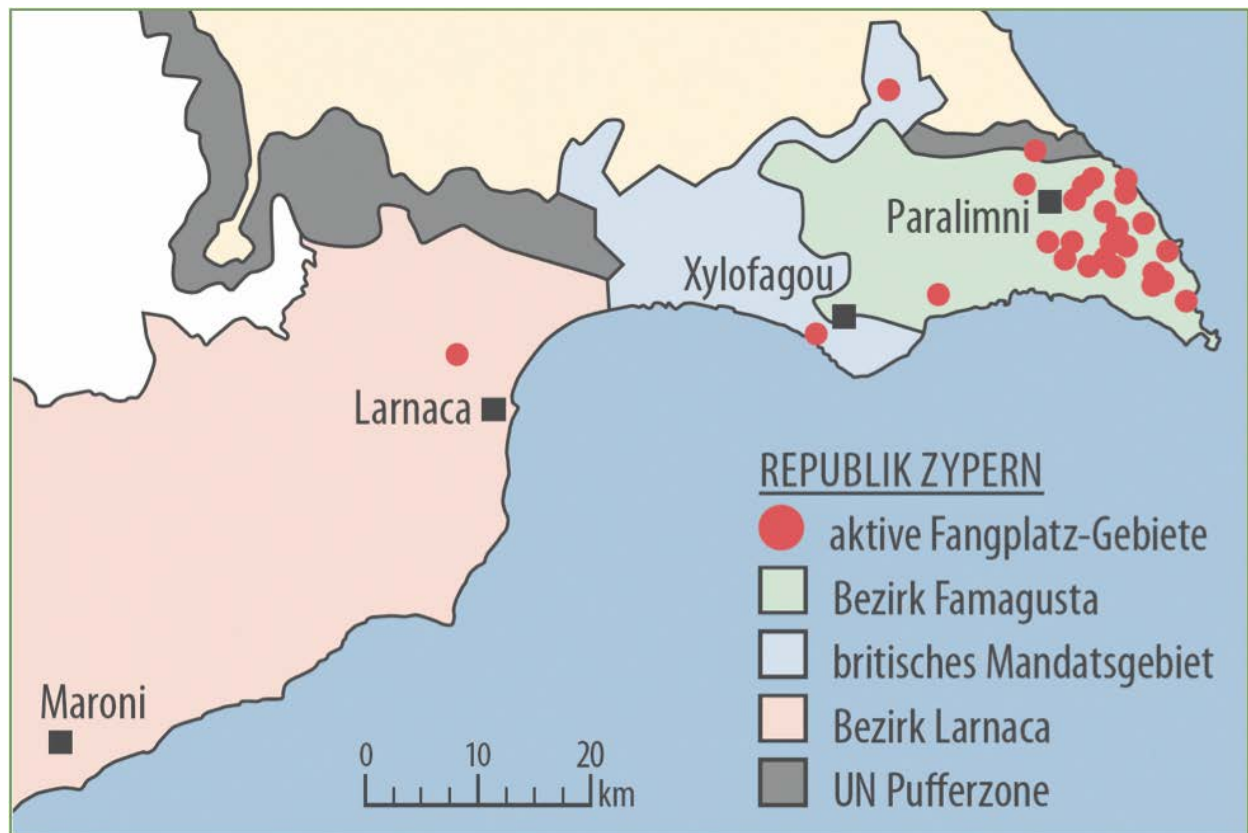 Paralimni
Xylofagou
Larnaca
Maroni
REPUBLIK ZYPERN
aktive Fangplatz-Gebiete
Bezirk Famagusta
britisches Mandatsgebiet
Bezirk Larnaca
UN Pufferzone
0 10 20
km